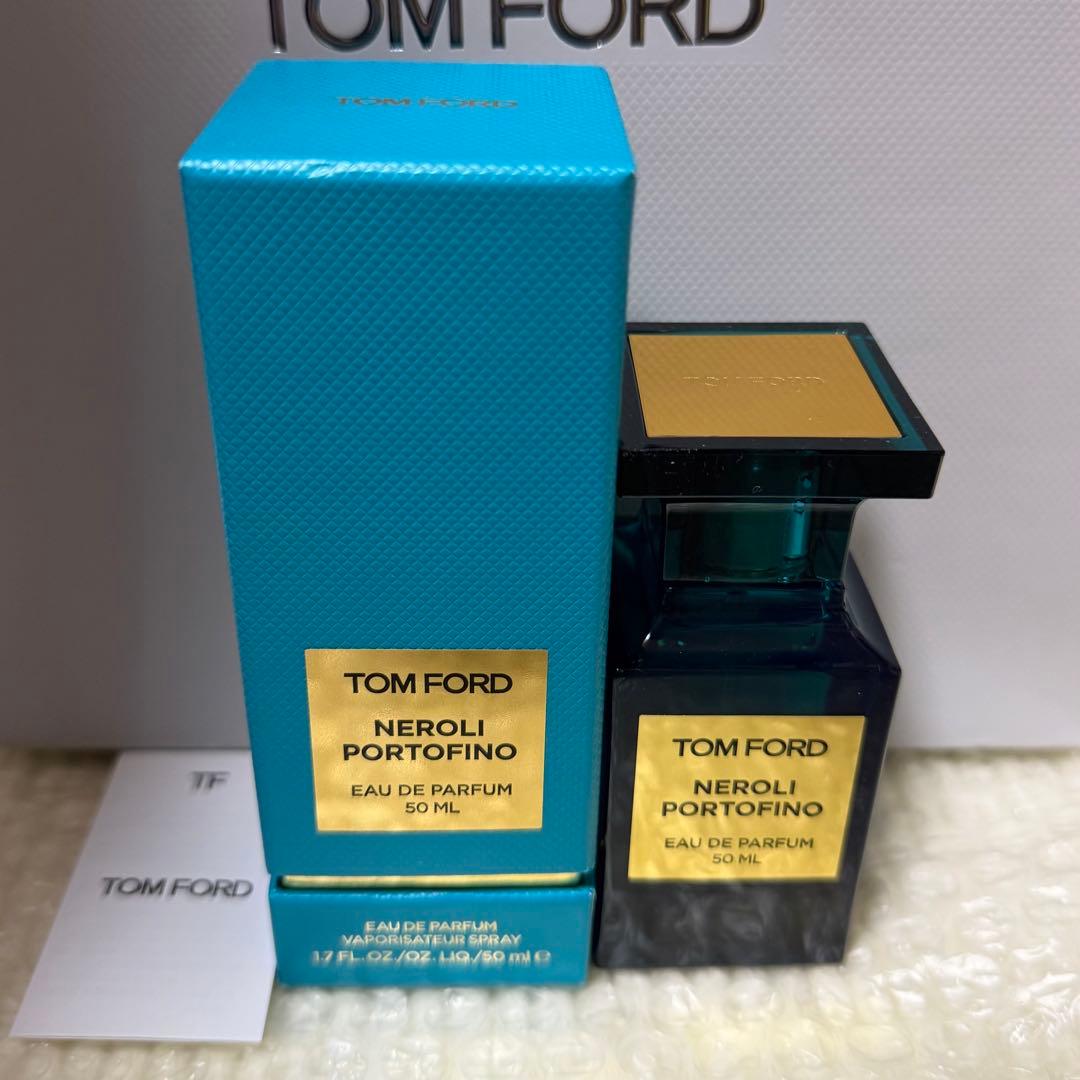 TOM FORD
TOM FORD
TOM FORD
NEROLI
PORTOFINO
EAU DE PARFUM
50 ML
EAU DE PARFUM
VAPORISATEUR SPRAY
1.7 FL. OZ./OZ. LIQ./50 ml ℮
TOM FORD
TOM FORD
NEROLI
PORTOFINO
EAU DE PARFUM
50 ML
TF
TOM FORD